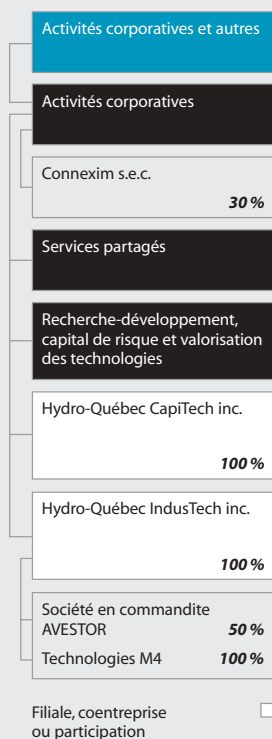 Activités corporatives et autres
Activités corporatives
Connexim s.e.c.
30 %
Services partagés
Recherche-développement,
capital de risque et valorisation
des technologies
Hydro-Québec CapiTech inc.
100 %
Hydro-Québec IndusTech inc.
100 %
Société en commandite
AVESTOR 50 %
Technologies M4 100 %
Filiale, coentreprise
ou participation